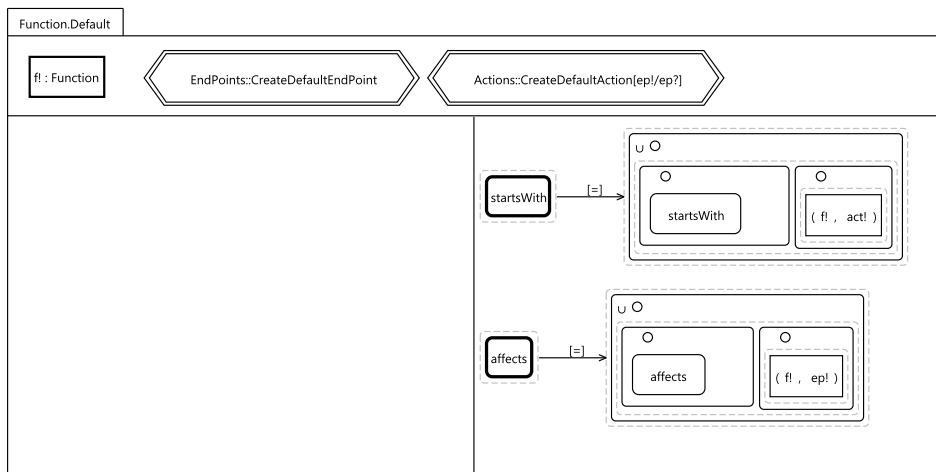 Function.Default
f! : Function
EndPoints::CreateDefaultEndPoint
Actions::CreateDefaultAction[ep!/ep?]
startsWith
[=]
∪
startsWith
( f! , act! )
affects
[=]
∪
affects
( f! , ep! )